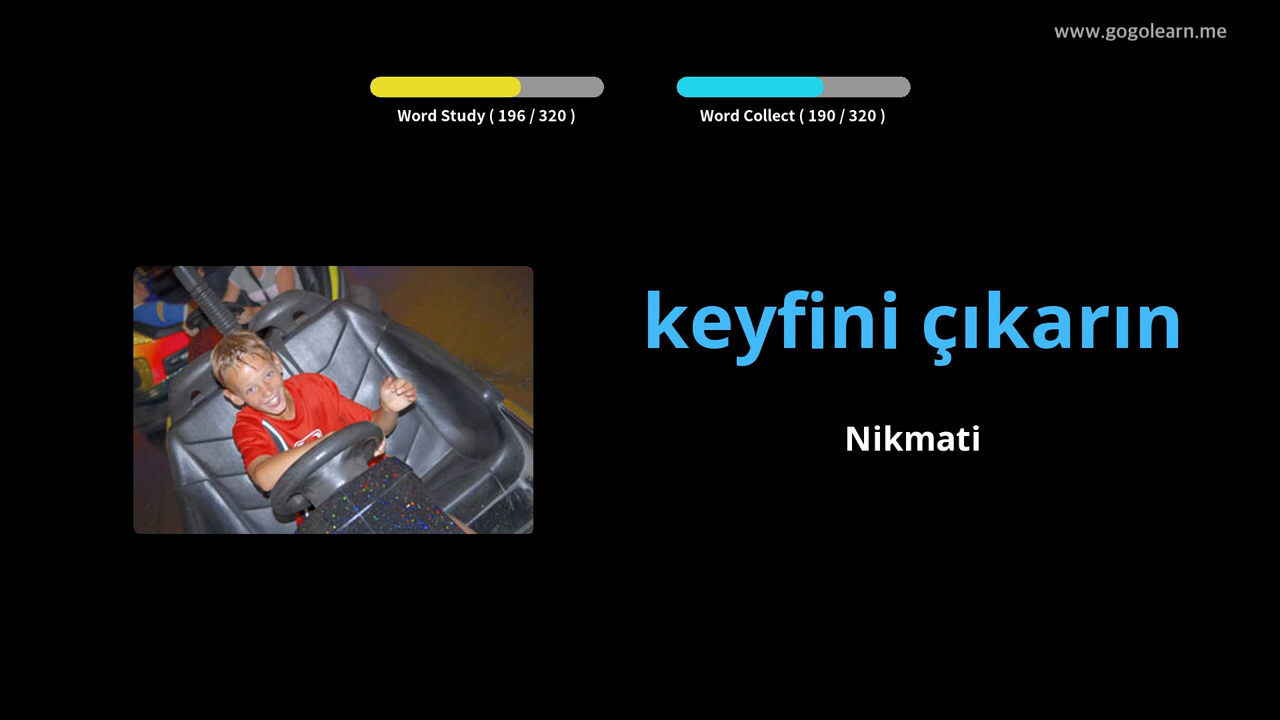 www.gogolearn.me
Word Study ( 196 / 320 )
Word Collect ( 190 / 320 )
keyfini çıkarın
Nikmati